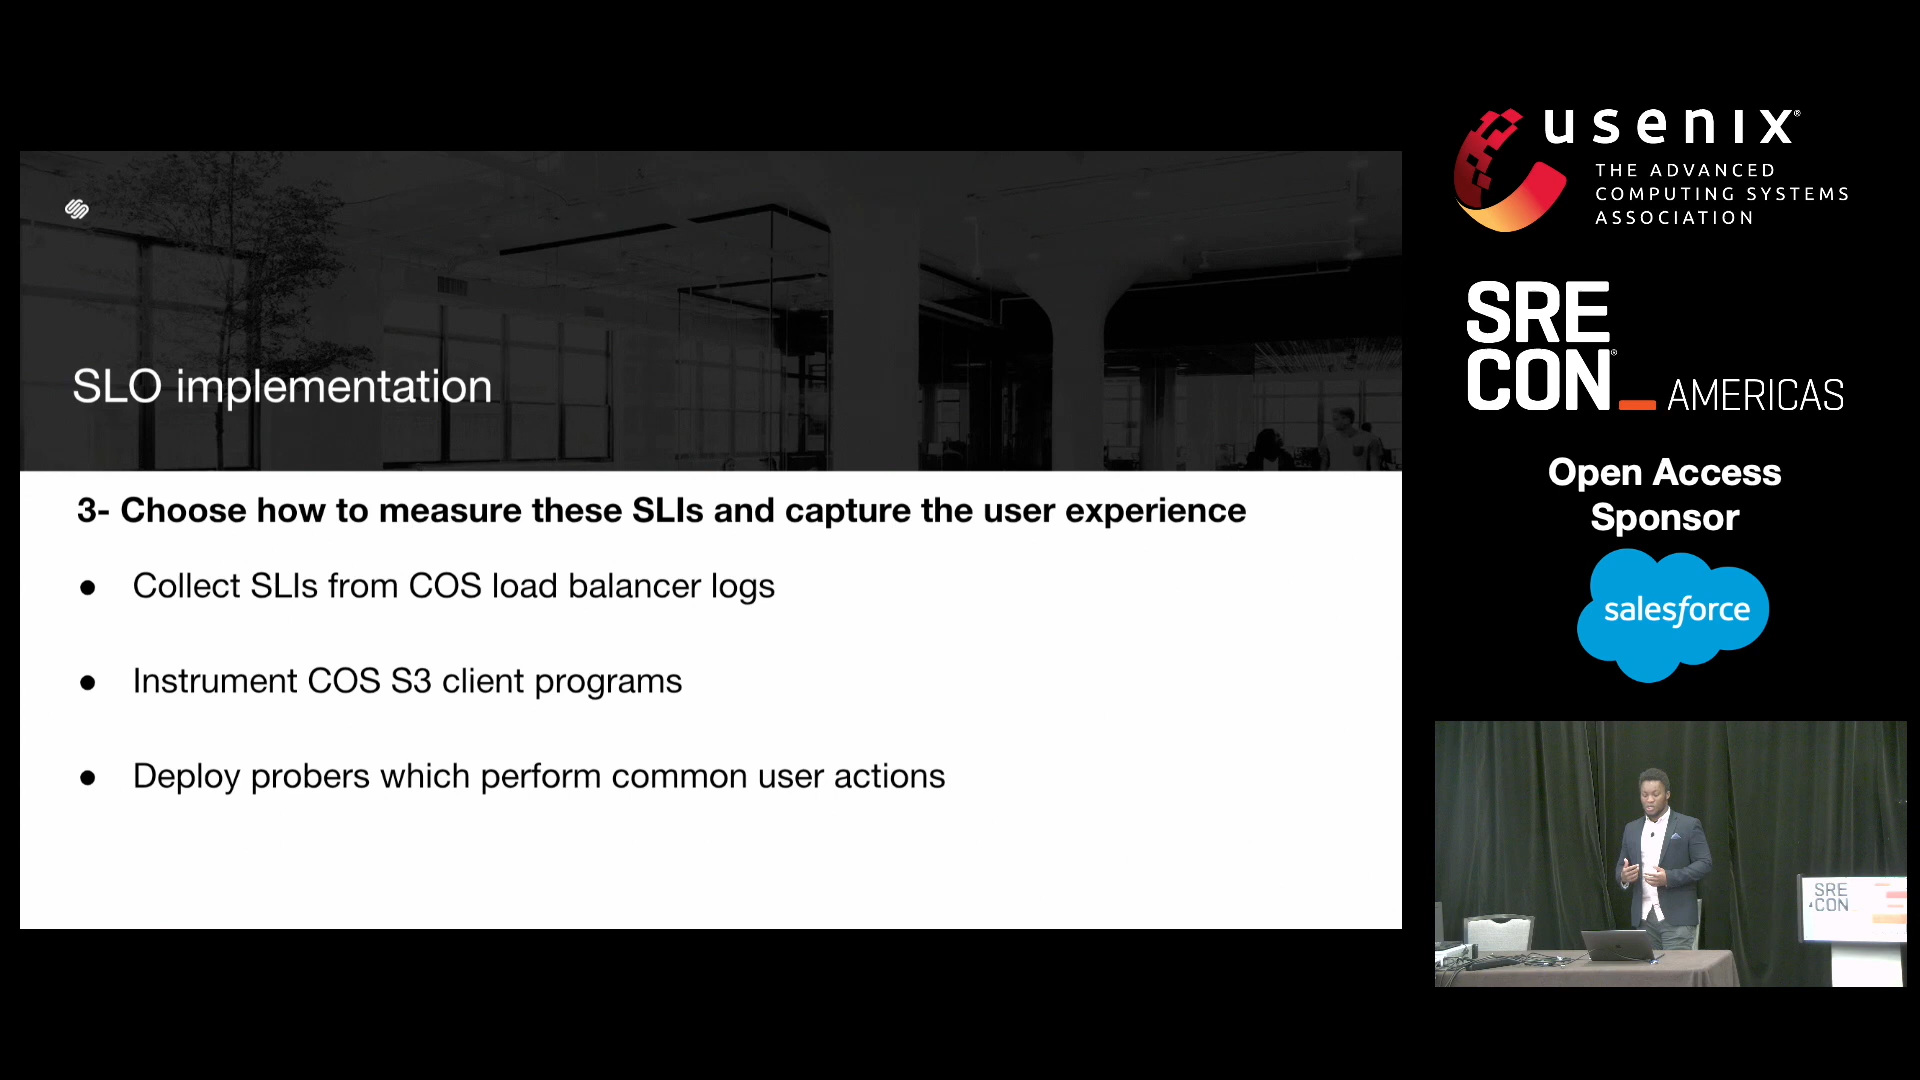 SLO implementation
3- Choose how to measure these SLIs and capture the user experience
● Collect SLIs from COS load balancer logs
● Instrument COS S3 client programs
● Deploy probers which perform common user actions
usenix®
THE ADVANCED
COMPUTING SYSTEMS
ASSOCIATION
SRE
CON®_AMERICAS
Open Access
Sponsor
salesforce
SRE
CON